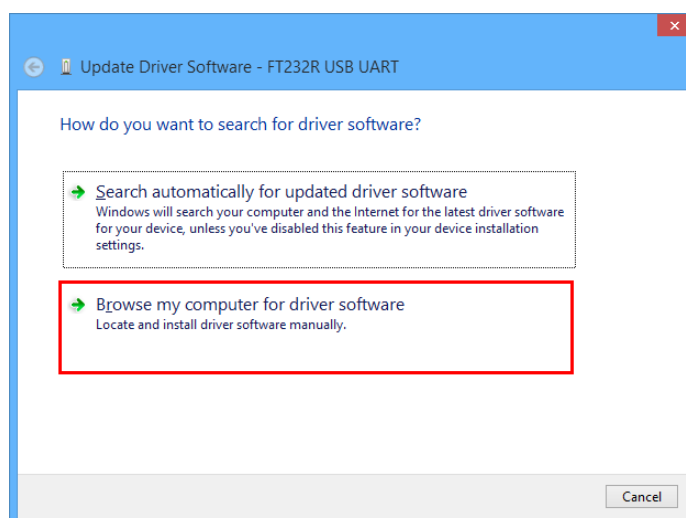 Update Driver Software - FT232R USB UART
How do you want to search for driver software?
Search automatically for updated driver software
Windows will search your computer and the Internet for the latest driver software
for your device, unless you've disabled this feature in your device installation
settings.
Browse my computer for driver software
Locate and install driver software manually.
Cancel